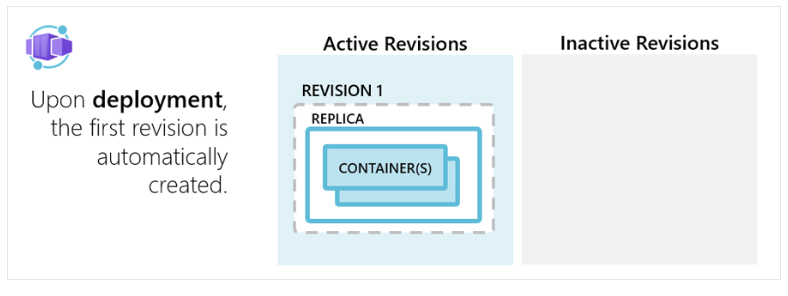 Active Revisions
Inactive Revisions
Upon deployment,
the first revision is
automatically
created.
REVISION 1
REPLICA
CONTAINER(S)